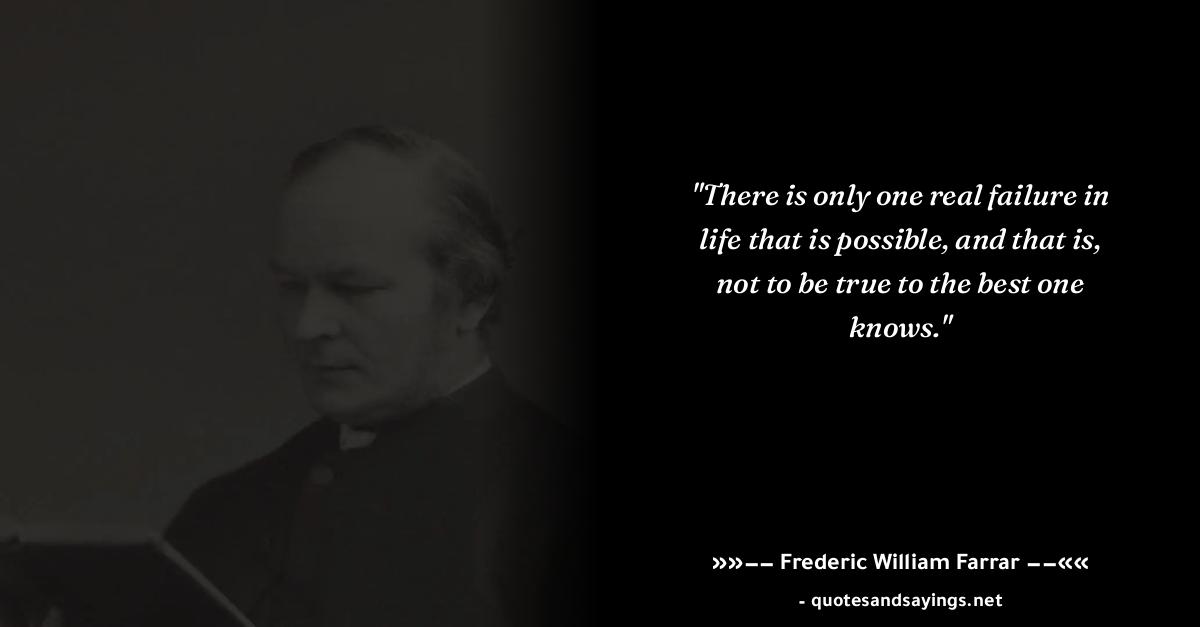 "There is only one real failure in
life that is possible, and that is,
not to be true to the best one
knows."
»»–– Frederic William Farrar ––««
- quotesandsayings.net